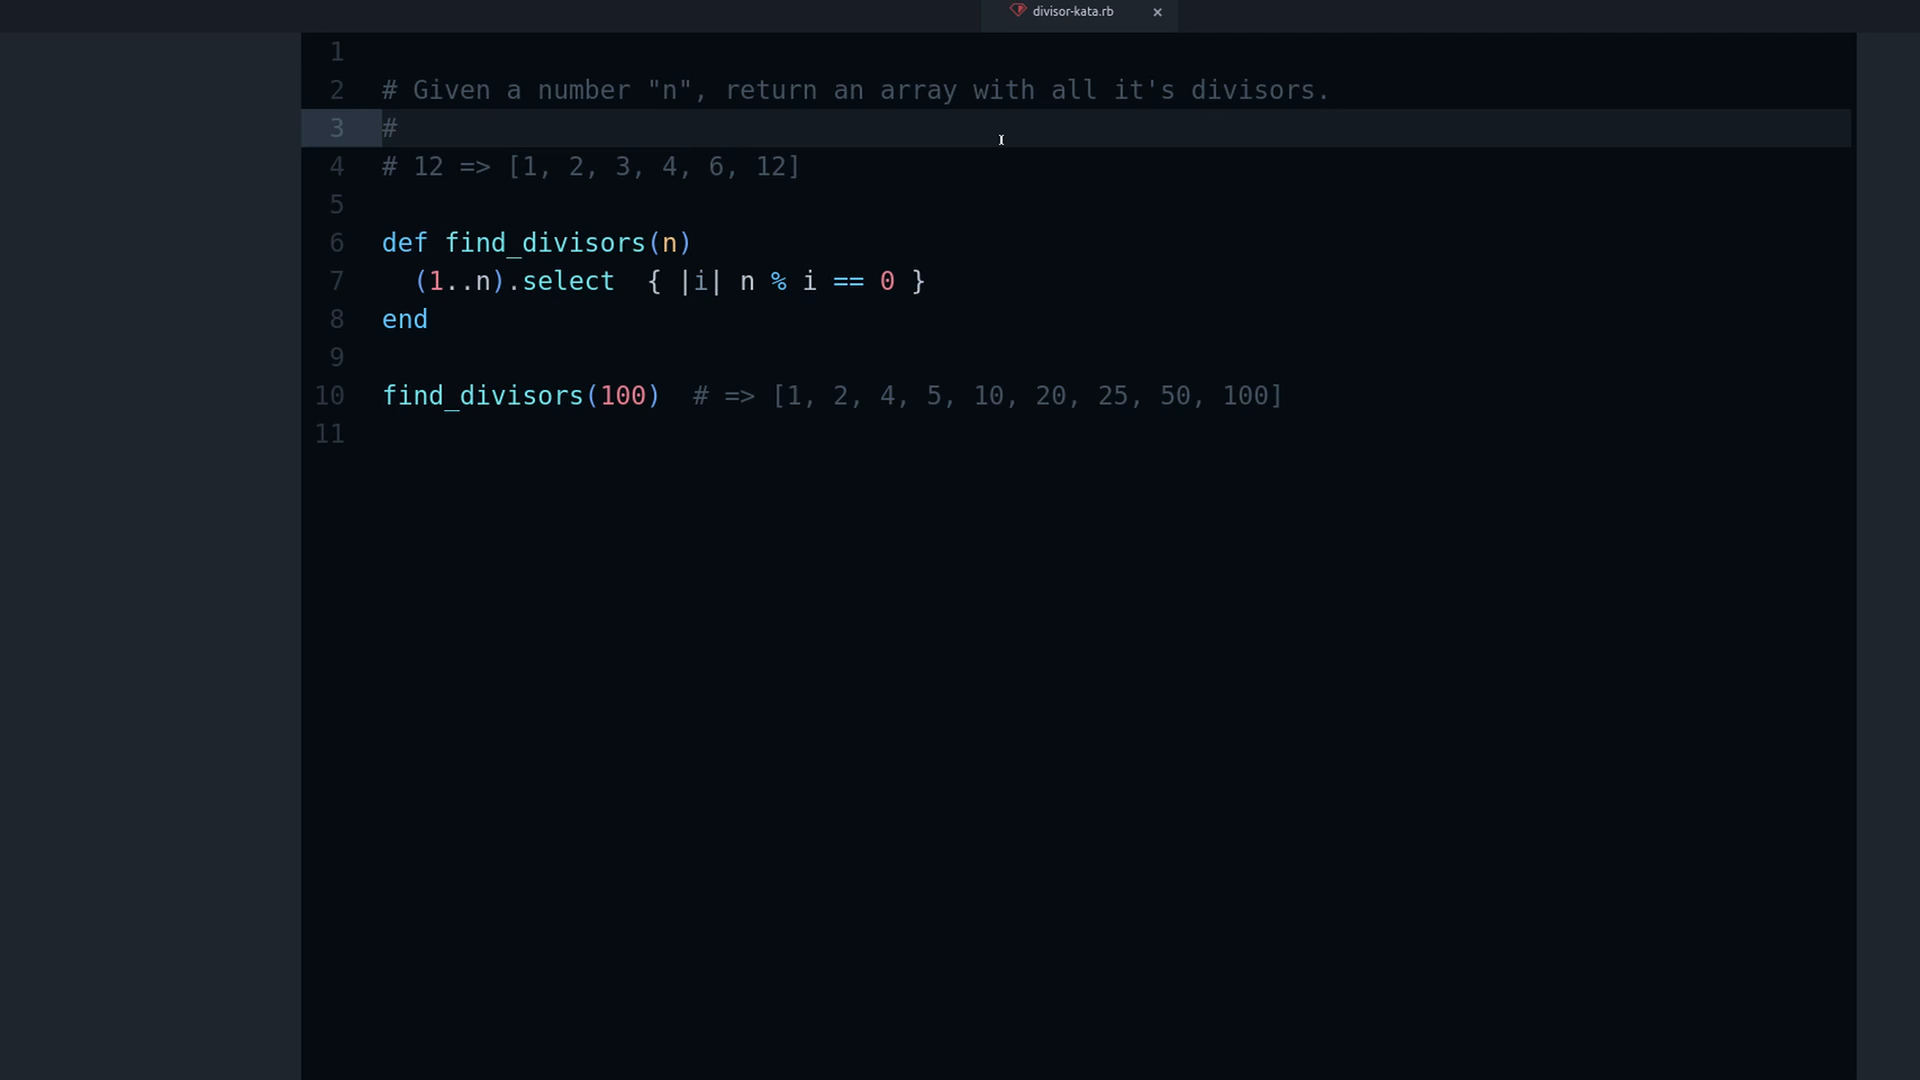 divisor-kata.rb ×
1
2 # Given a number "n", return an array with all it's divisors.
3 #
4 # 12 => [1, 2, 3, 4, 6, 12]
5
6 def find_divisors(n)
7   (1..n).select  { |i| n % i == 0 }
8 end
9
10 find_divisors(100)  # => [1, 2, 4, 5, 10, 20, 25, 50, 100]
11